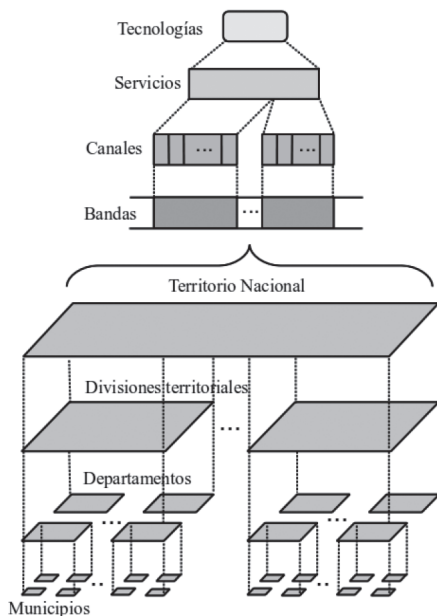 Tecnologías
Servicios
Canales
Bandas
Territorio Nacional
Divisiones territoriales
Departamentos
Municipios